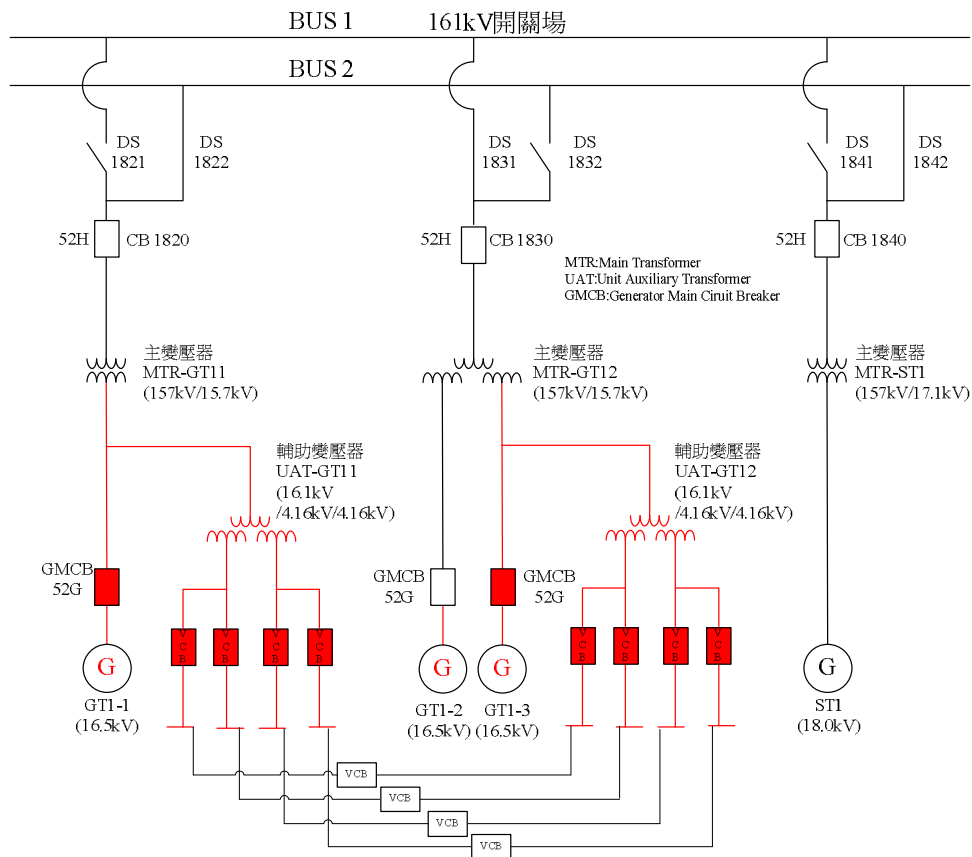 BUS 1
161kV開關場
BUS 2
DS
1821
DS
1822
DS
1831
DS
1832
DS
1841
DS
1842
52H
CB 1820
52H
CB 1830
52H
CB 1840
MTR:Main Transformer
UAT:Unit Auxiliary Transformer
GMCB:Generator Main Ciruit Breaker
主變壓器
MTR-GT11
(157kV/15.7kV)
主變壓器
MTR-GT12
(157kV/15.7kV)
主變壓器
MTR-ST1
(157kV/17.1kV)
輔助變壓器
UAT-GT11
(16.1kV
/4.16kV/4.16kV)
輔助變壓器
UAT-GT12
(16.1kV
/4.16kV/4.16kV)
GMCB
52G
GMCB
52G
GMCB
52G
VCB
VCB
VCB
VCB
VCB
VCB
VCB
VCB
G
G
G
G
GT1-1
(16.5kV)
GT1-2
(16.5kV)
GT1-3
(16.5kV)
ST1
(18.0kV)
VCB
VCB
VCB
VCB